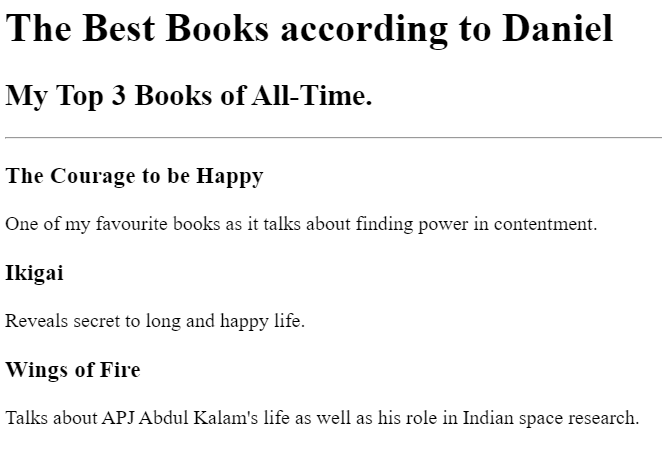 The Best Books according to Daniel
My Top 3 Books of All-Time.
The Courage to be Happy
One of my favourite books as it talks about finding power in contentment.
Ikigai
Reveals secret to long and happy life.
Wings of Fire
Talks about APJ Abdul Kalam's life as well as his role in Indian space research.